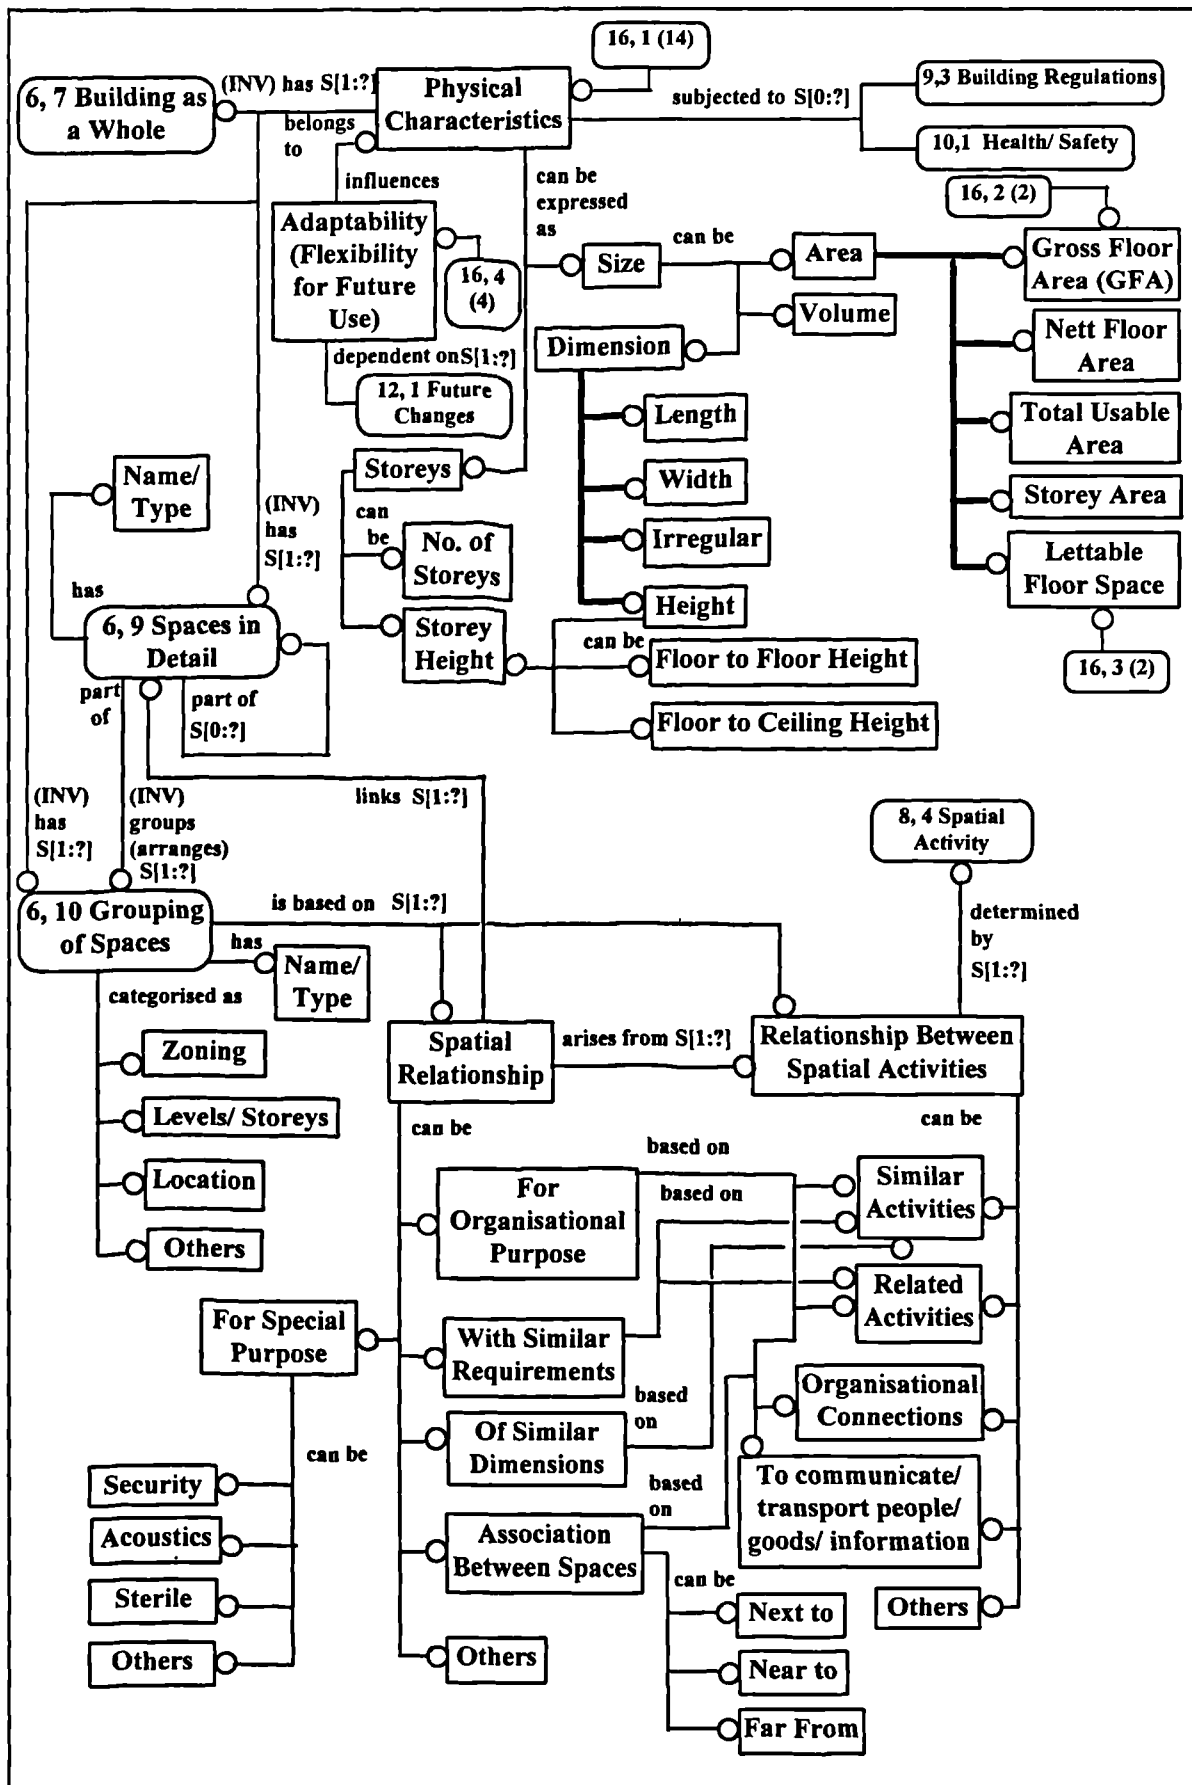 16, 1 (14)
6, 7 Building as
a Whole
(INV) has S[1:?]
Physical
Characteristics
subjected to S[0:?]
9,3 Building Regulations
10,1 Health/ Safety
belongs
to
influences
can be
expressed
as
16, 2 (2)
Adaptability
(Flexibility
for Future
Use)
16, 4
(4)
Size
can be
Area
Volume
Gross Floor
Area (GFA)
Nett Floor
Area
Total Usable
Area
Storey Area
Lettable
Floor Space
16, 3 (2)
dependent on S[1:?]
12, 1 Future
Changes
Dimension
Length
Width
Irregular
Height
Storeys
can
be
No. of
Storeys
Storey
Height
can be
Floor to Floor Height
Floor to Ceiling Height
Name/
Type
(INV)
has
S[1:?]
has
6, 9 Spaces in
Detail
part
of
part of
S[0:?]
(INV)
has
S[1:?]
(INV)
groups
(arranges)
S[1:?]
links S[1:?]
8, 4 Spatial
Activity
6, 10 Grouping
of Spaces
is based on S[1:?]
has
Name/
Type
determined
by
S[1:?]
categorised as
Zoning
Levels/ Storeys
Location
Others
Spatial
Relationship
arises from S[1:?]
Relationship Between
Spatial Activities
can be
can be
For
Organisational
Purpose
based on
based on
Similar
Activities
Related
Activities
For Special
Purpose
With Similar
Requirements
based
on
Organisational
Connections
Of Similar
Dimensions
To communicate/
transport people/
goods/ information
can be
Security
Acoustics
Sterile
Others
based
on
Association
Between Spaces
can be
Next to
Near to
Far From
Others
Others